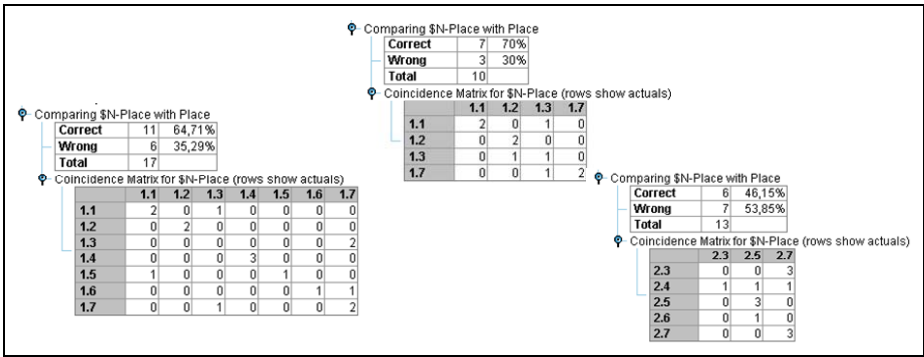 Comparing $N-Place with Place
Correct 11 64,71%
Wrong 6 35,29%
Total 17
Coincidence Matrix for $N-Place (rows show actuals)
1.1 1.2 1.3 1.4 1.5 1.6 1.7
1.1 2 0 1 0 0 0 0
1.2 0 2 0 0 0 0 0
1.3 0 0 0 0 0 0 2
1.4 0 0 0 3 0 0 0
1.5 1 0 0 0 1 0 0
1.6 0 0 0 0 0 1 1
1.7 0 0 1 0 0 0 2
Comparing $N-Place with Place
Correct 7 70%
Wrong 3 30%
Total 10
Coincidence Matrix for $N-Place (rows show actuals)
1.1 1.2 1.3 1.7
1.1 2 0 1 0
1.2 0 2 0 0
1.3 0 1 1 0
1.7 0 0 1 2
Comparing $N-Place with Place
Correct 6 46,15%
Wrong 7 53,85%
Total 13
Coincidence Matrix for $N-Place (rows show actuals)
2.3 2.5 2.7
2.3 0 0 3
2.4 1 1 1
2.5 0 3 0
2.6 0 1 0
2.7 0 0 3